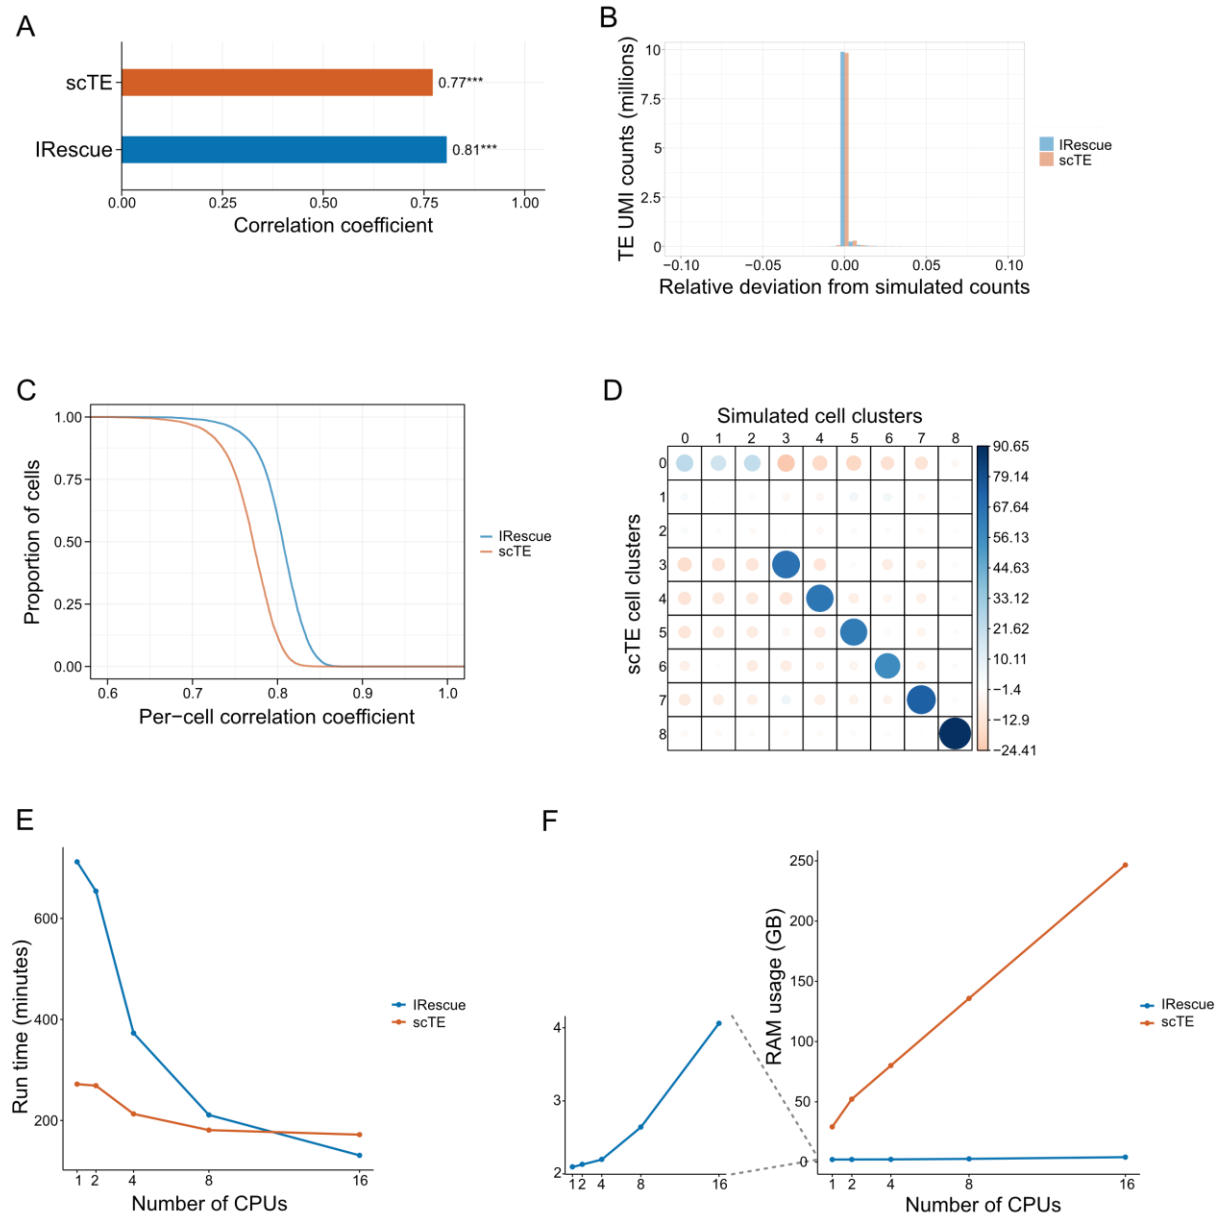 A
scTE
0.77***
IRescue
0.81***
0.00 0.25 0.50 0.75 1.00
Correlation coefficient
B
TE UMI counts (millions)
10
7.5
5
2.5
0
−0.10 −0.05 0.00 0.05 0.10
Relative deviation from simulated counts
IRescue
scTE
C
Proportion of cells
1.00
0.75
0.50
0.25
0.00
0.6 0.7 0.8 0.9 1.0
Per−cell correlation coefficient
IRescue
scTE
D
Simulated cell clusters
0 1 2 3 4 5 6 7 8
scTE cell clusters
0
1
2
3
4
5
6
7
8
90.65
79.14
67.64
56.13
44.63
33.12
21.62
10.11
−1.4
−12.9
−24.41
E
Run time (minutes)
600
400
200
1 2 4 8 16
Number of CPUs
IRescue
scTE
F
4
3
2
1 2 4 8 16
RAM usage (GB)
250
200
150
100
50
0
1 2 4 8 16
Number of CPUs
IRescue
scTE